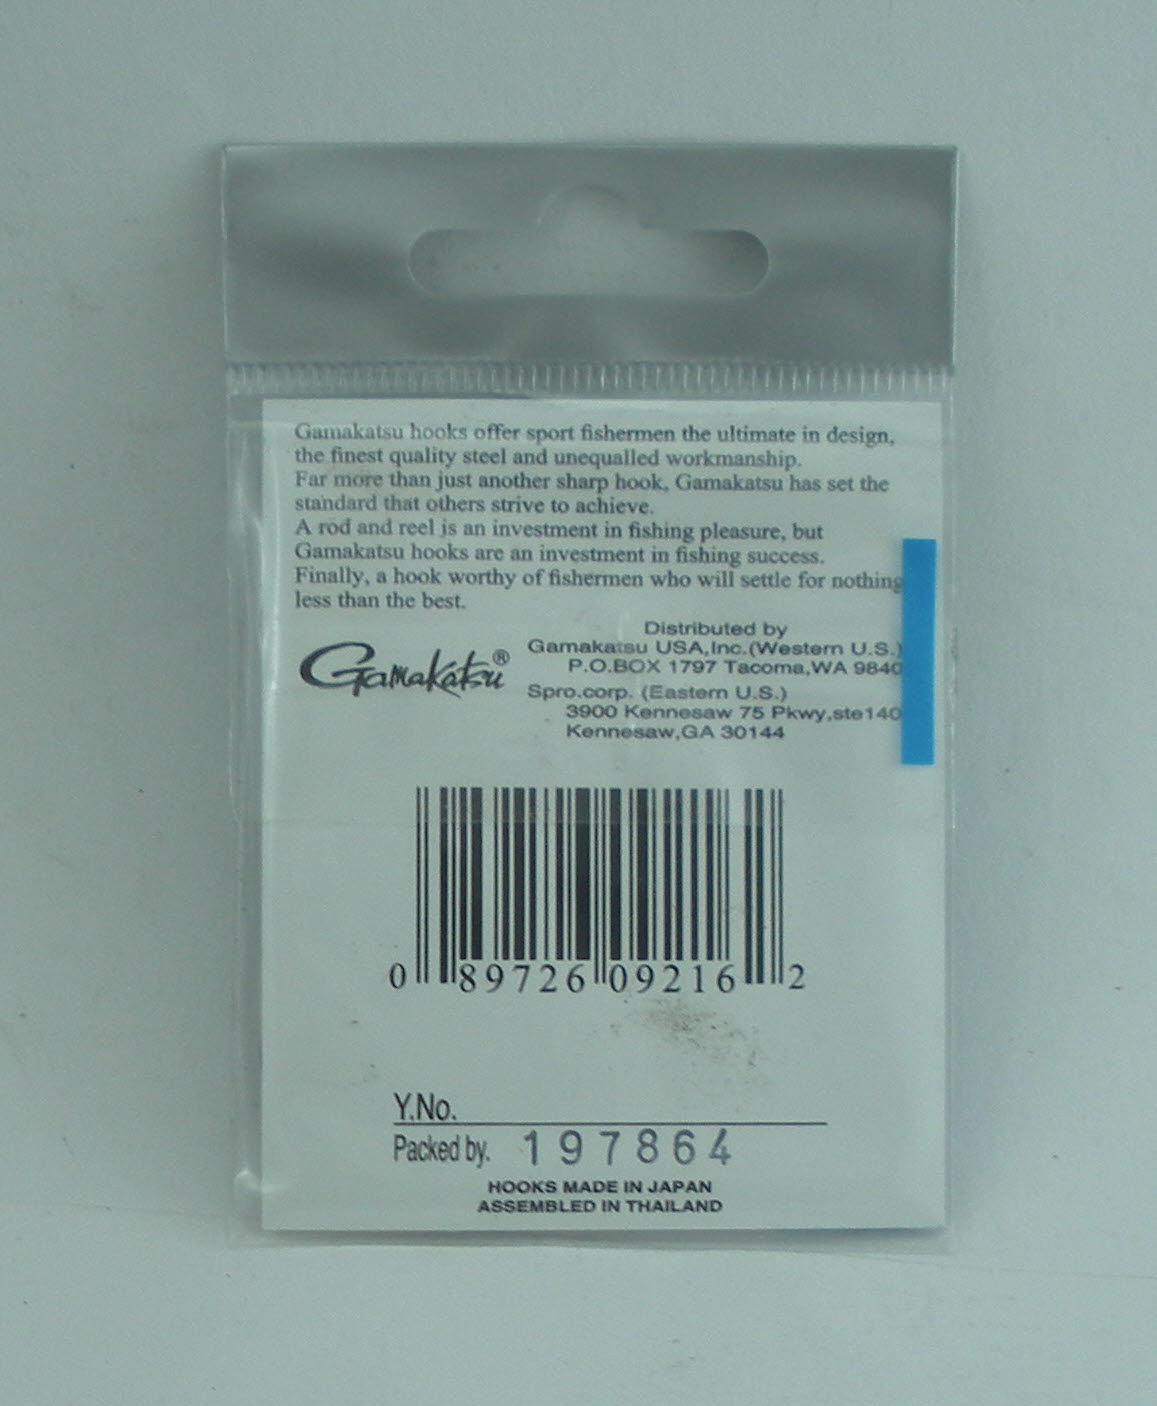 Gamakatsu hooks offer sport fishermen the ultimate in design,
the finest quality steel and unequalled workmanship.
Far more than just another sharp hook, Gamakatsu has set the
standard that others strive to achieve.
A rod and reel is an investment in fishing pleasure, but
Gamakatsu hooks are an investment in fishing success.
Finally, a hook worthy of fishermen who will settle for nothing
less than the best.
Gamakatsu®
Distributed by
Gamakatsu USA,Inc.(Western U.S.)
P.O.BOX 1797 Tacoma,WA 9840
Spro.corp. (Eastern U.S.)
3900 Kennesaw 75 Pkwy,ste140
Kennesaw,GA 30144
0 89726 09216 2
Y.No.
Packed by. 197864
HOOKS MADE IN JAPAN
ASSEMBLED IN THAILAND